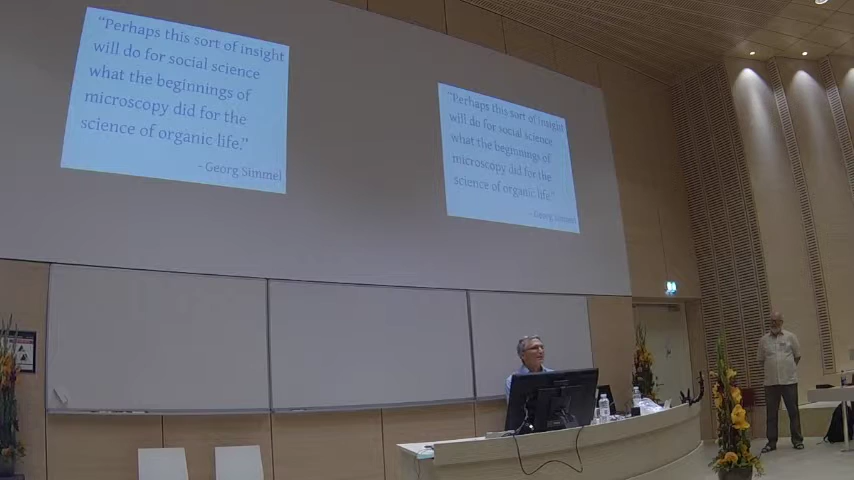 “Perhaps this sort of insight
will do for social science
what the beginnings of
microscopy did for the
science of organic life.”
– Georg Simmel
“Perhaps this sort of insight
will do for social science
what the beginnings of
microscopy did for the
science of organic life.”
– Georg Simmel